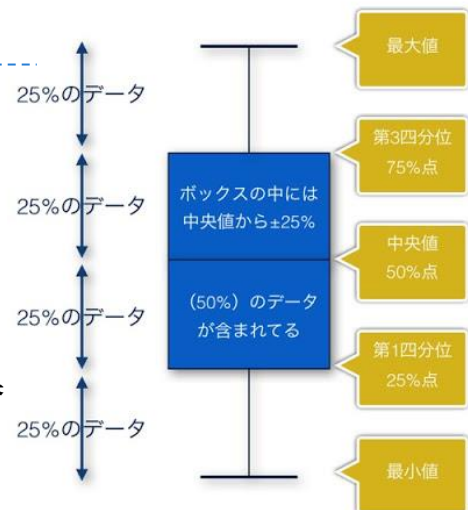 最大値
25%のデータ
第3四分位
75%点
ボックスの中には
中央値から±25%
25%のデータ
中央値
50%点
(50%)のデータ
が含まれてる
25%のデータ
第1四分位
25%点
25%のデータ
最小値